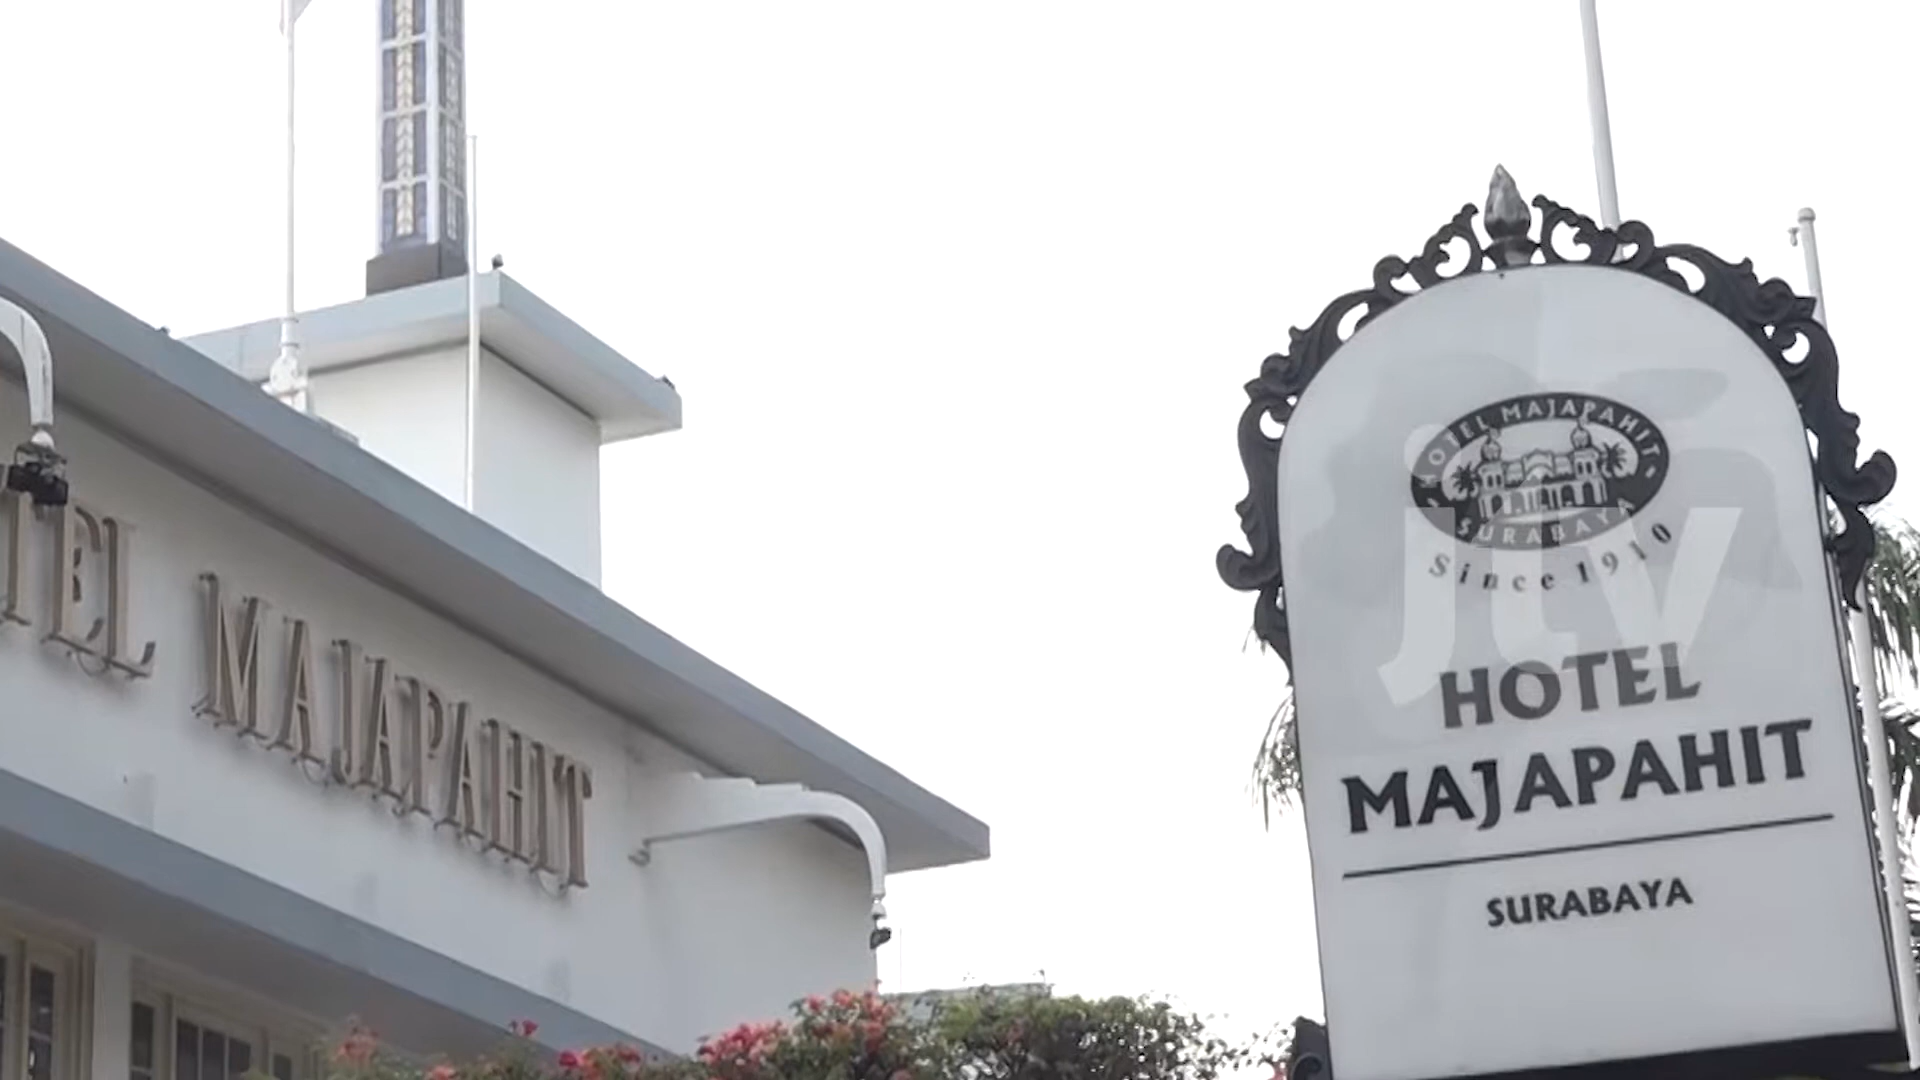 TEL MAJAPAHIT
HOTEL MAJAPAHIT
SURABAYA
Since 1910
jtv
HOTEL
MAJAPAHIT
SURABAYA